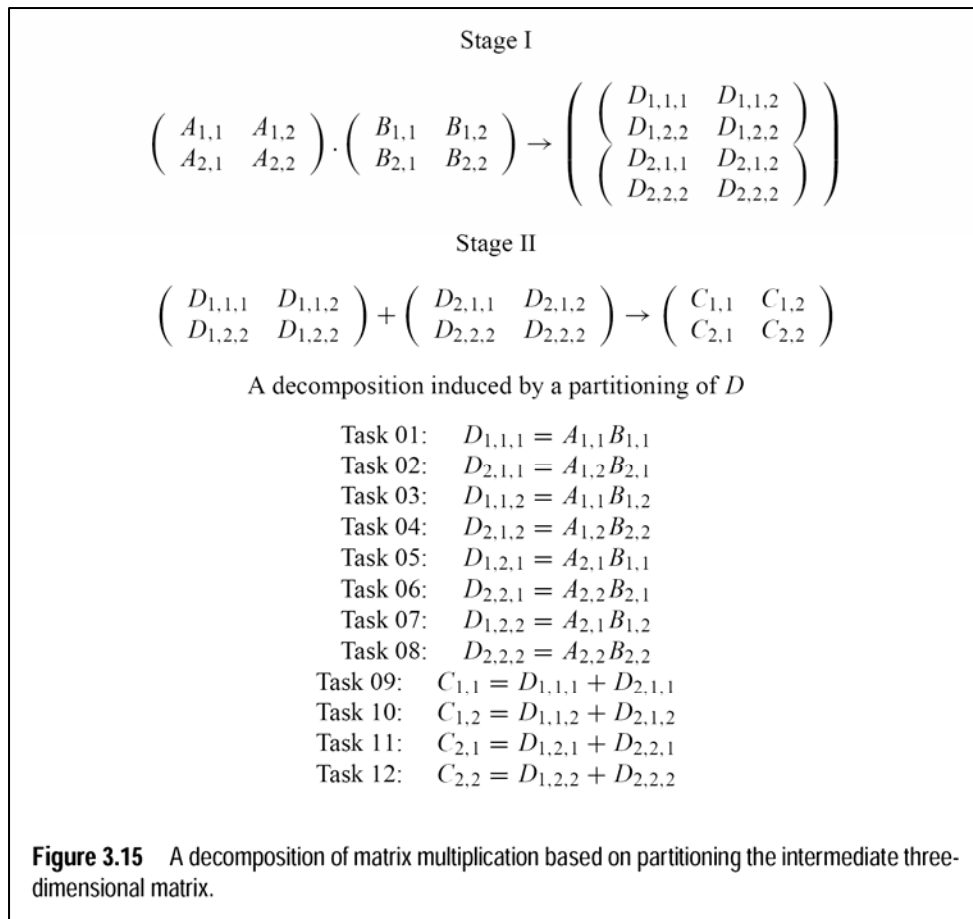 Stage I
( A1,1 A1,2 ) . ( B1,1 B1,2 ) → ( ( D1,1,1 D1,1,2 ) )
( A2,1 A2,2 ) ( B2,1 B2,2 ) ( ( D1,2,2 D1,2,2 ) )
( ( D2,1,1 D2,1,2 ) )
( ( D2,2,2 D2,2,2 ) )
Stage II
( D1,1,1 D1,1,2 ) + ( D2,1,1 D2,1,2 ) → ( C1,1 C1,2 )
( D1,2,2 D1,2,2 ) ( D2,2,2 D2,2,2 ) ( C2,1 C2,2 )
A decomposition induced by a partitioning of D
Task 01: D1,1,1 = A1,1B1,1
Task 02: D2,1,1 = A1,2B2,1
Task 03: D1,1,2 = A1,1B1,2
Task 04: D2,1,2 = A1,2B2,2
Task 05: D1,2,1 = A2,1B1,1
Task 06: D2,2,1 = A2,2B2,1
Task 07: D1,2,2 = A2,1B1,2
Task 08: D2,2,2 = A2,2B2,2
Task 09: C1,1 = D1,1,1 + D2,1,1
Task 10: C1,2 = D1,1,2 + D2,1,2
Task 11: C2,1 = D1,2,1 + D2,2,1
Task 12: C2,2 = D1,2,2 + D2,2,2
Figure 3.15 A decomposition of matrix multiplication based on partitioning the intermediate three-
dimensional matrix.